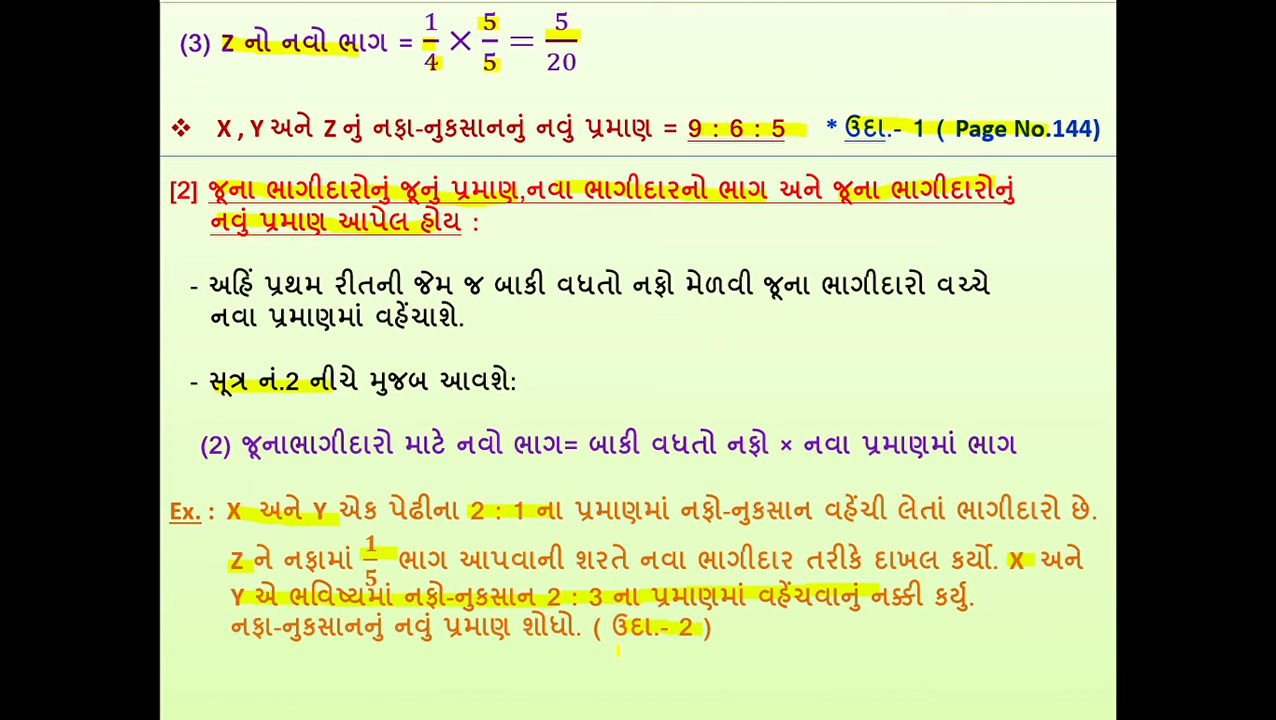 (3) Z નો નવો ભાગ = 1/4 × 5/5 = 5/20
❖ X , Y અને Z નું નફા-નુકસાનનું નવું પ્રમાણ = 9 : 6 : 5 * ઉદા.- 1 ( Page No.144)
[2] જૂના ભાગીદારોનું જૂનું પ્રમાણ,નવા ભાગીદારનો ભાગ અને જૂના ભાગીદારોનું
નવું પ્રમાણ આપેલ હોય :
- અહિં પ્રથમ રીતની જેમ જ બાકી વધતો નફો મેળવી જૂના ભાગીદારો વચ્ચે
નવા પ્રમાણમાં વહેંચાશે.
- સૂત્ર નં.2 નીચે મુજબ આવશે:
(2) જૂનાભાગીદારો માટે નવો ભાગ= બાકી વધતો નફો × નવા પ્રમાણમાં ભાગ
Ex. : X અને Y એક પેઢીના 2 : 1 ના પ્રમાણમાં નફો-નુકસાન વહેંચી લેતાં ભાગીદારો છે.
Z ને નફામાં 1/5 ભાગ આપવાની શરતે નવા ભાગીદાર તરીકે દાખલ કર્યો. X અને
Y એ ભવિષ્યમાં નફો-નુકસાન 2 : 3 ના પ્રમાણમાં વહેંચવાનું નક્કી કર્યુ.
નફા-નુકસાનનું નવું પ્રમાણ શોધો. ( ઉદા.- 2 )